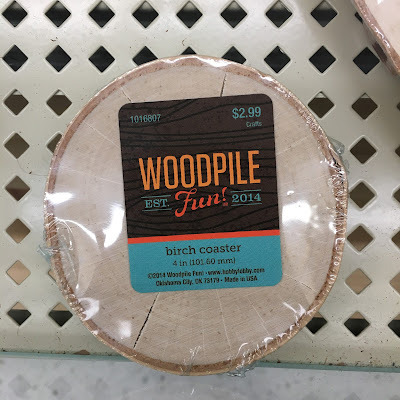 1016807 $2.99
Crafts
WOODPILE
EST. Fun! 2014
birch coaster
4 in (101.60 mm)
©2014 Woodpile Fun! • www.hobbylobby.com
Oklahoma City, OK 73179 • Made in USA